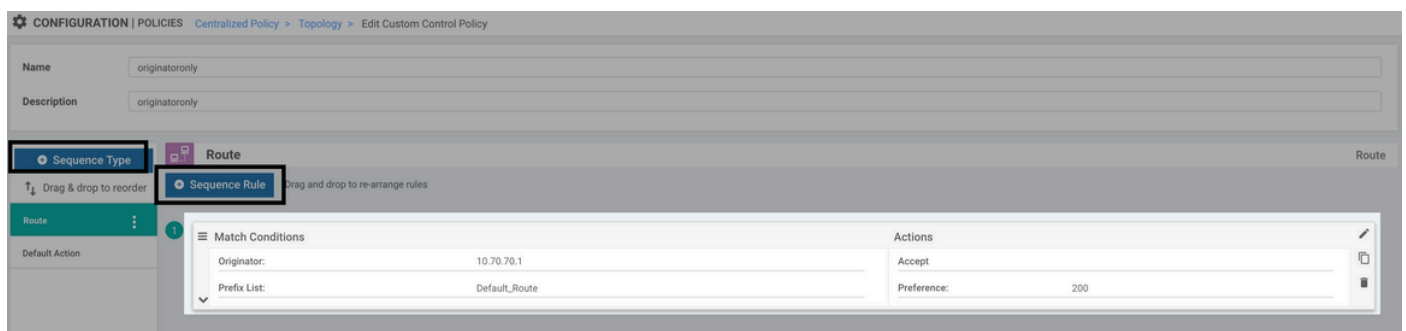 CONFIGURATION | POLICIES Centralized Policy > Topology > Edit Custom Control Policy
Name originatoronly
Description originatoronly
Sequence Type
Route Route
Drag & drop to reorder
Sequence Rule Drag and drop to re-arrange rules
Route
1
Match Conditions Actions
Default Action
Originator: 10.70.70.1 Accept
Prefix List: Default_Route Preference: 200